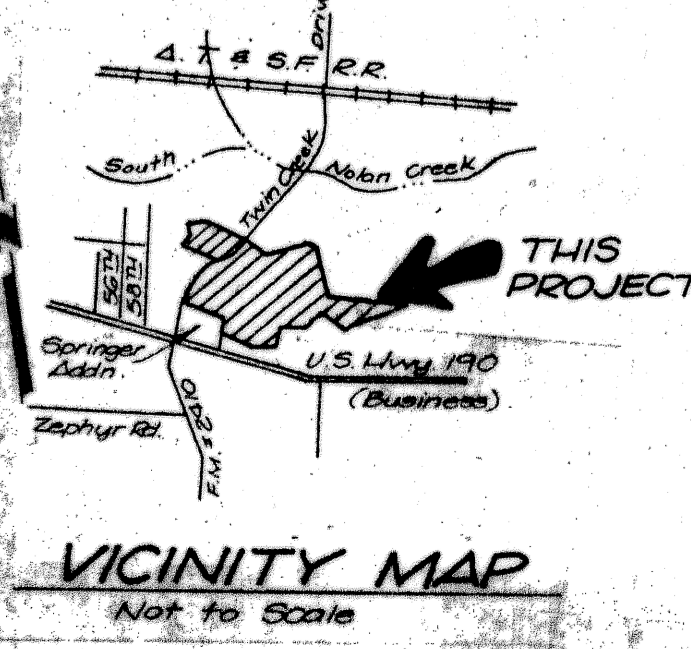 A. T & S.F. R.R.
South
Nolan Creek
Twin Creek
56TH
58TH
THIS
PROJECT
Springer
Addn.
U.S. Hwy. 190
(Business)
Zephyr Rd.
F.M.
VICINITY MAP
Not to Scale